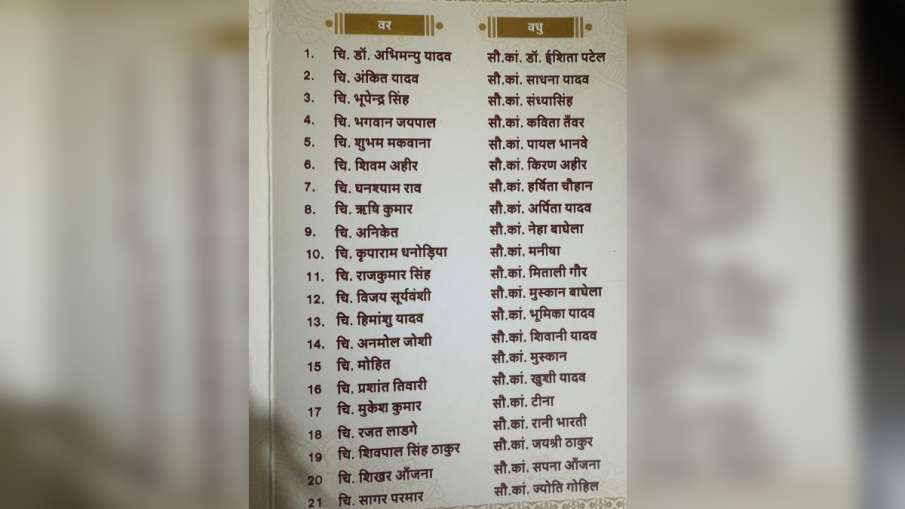 वर वधु
1. चि. डॉ. अभिमन्यु यादव सौ.कां. डॉ. ईशिता पटेल
2. चि. अंकित यादव सौ.कां. साधना यादव
3. चि. भूपेन्द्र सिंह सौ.कां. संध्यासिंह
4. चि. भगवान जयपाल सौ.कां. कविता तँवर
5. चि. शुभम मकवाना सौ.कां. पायल भानवे
6. चि. शिवम अहीर सौ.कां. किरण अहीर
7. चि. घनश्याम राव सौ.कां. हर्षिता चौहान
8. चि. ऋषि कुमार सौ.कां. अर्पिता यादव
9. चि. अनिकेत सौ.कां. नेहा बाघेला
10. चि. कृपाराम धनोड़िया सौ.कां. मनीषा
11. चि. राजकुमार सिंह सौ.कां. मिताली गौर
12. चि. विजय सूर्यवंशी सौ.कां. मुस्कान बाघेला
13. चि. हिमांशु यादव सौ.कां. भूमिका यादव
14. चि. अनमोल जोशी सौ.कां. शिवानी यादव
15 चि. मोहित सौ.कां. मुस्कान
16 चि. प्रशांत तिवारी सौ.कां. खुशी यादव
17 चि. मुकेश कुमार सौ.कां. टीना
18 चि. रजत लाडगे सौ.कां. रानी भारती
19 चि. शिवपाल सिंह ठाकुर सौ.कां. जयश्री ठाकुर
20 चि. शिखर आँजना सौ.कां. सपना आँजना
21 चि. सागर परमार सौ.कां. ज्योति गोहिल